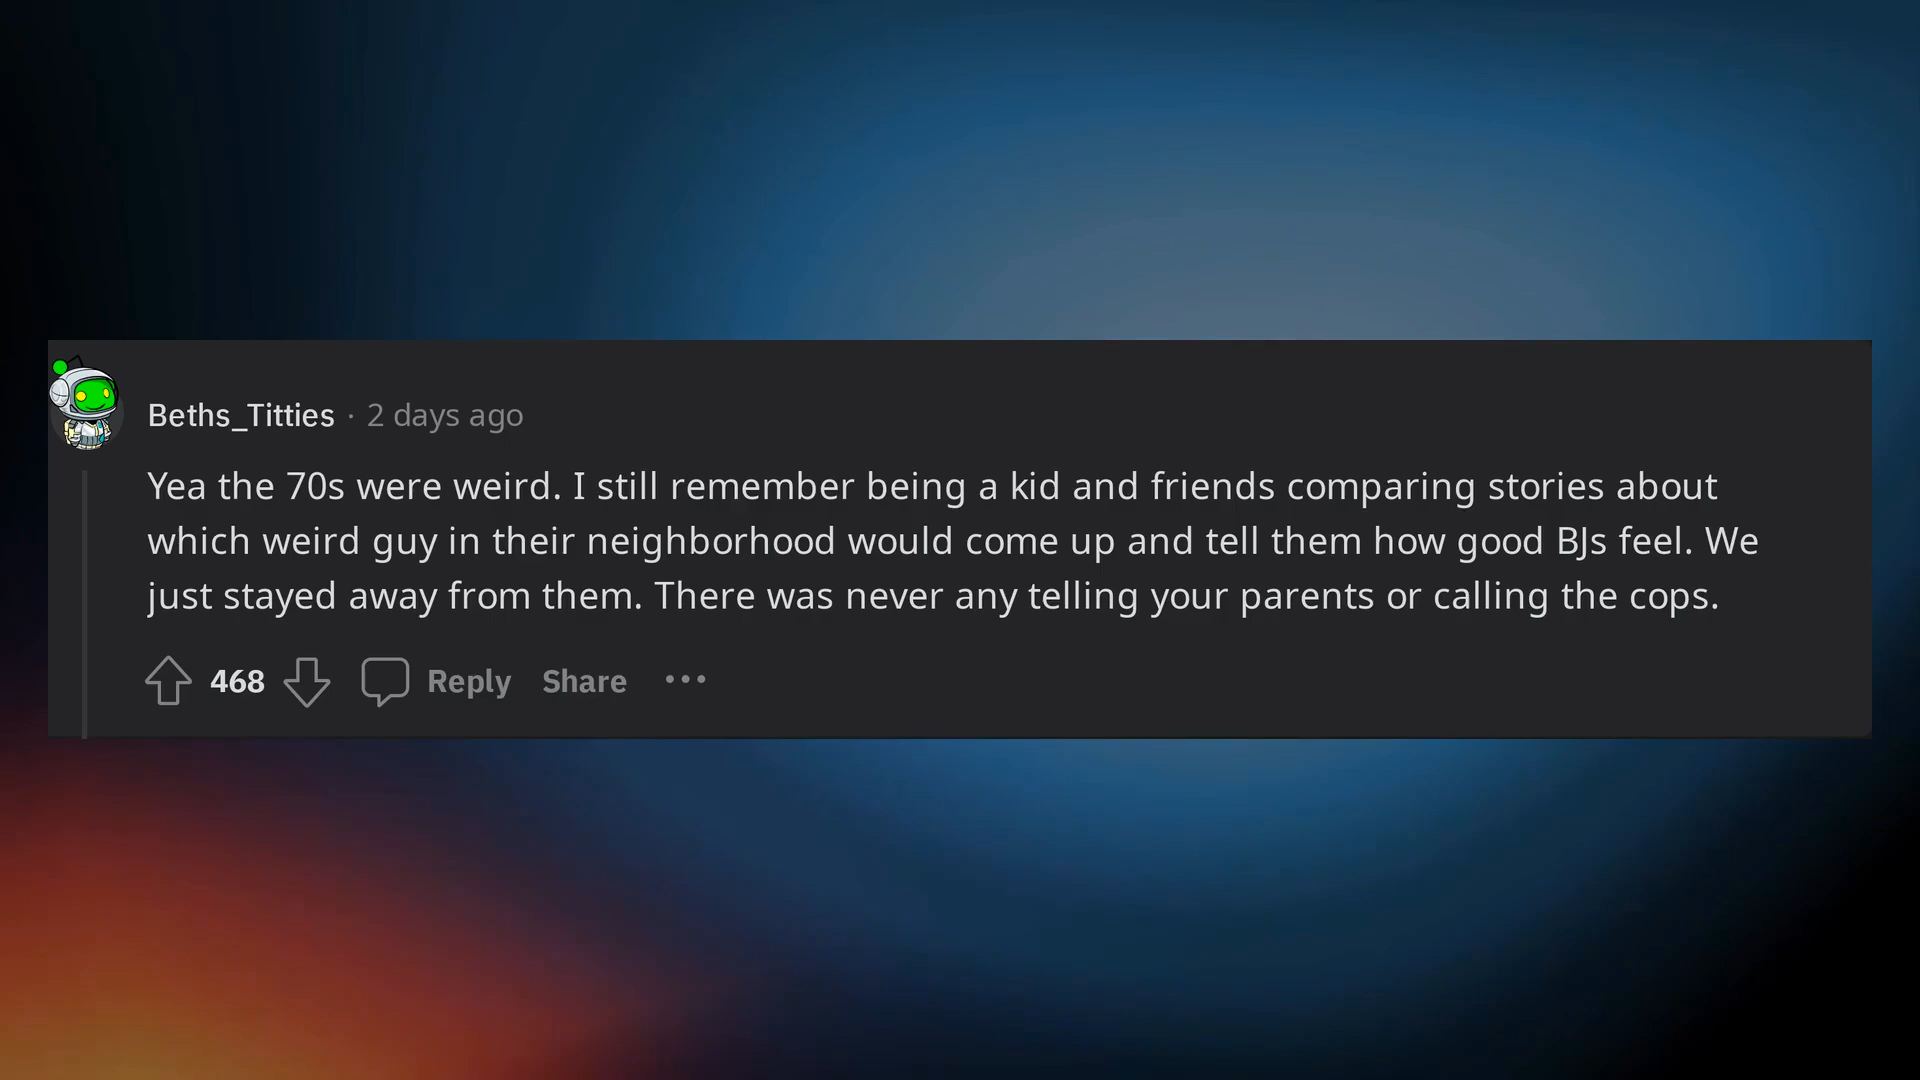 Beths_Titties · 2 days ago
Yea the 70s were weird. I still remember being a kid and friends comparing stories about
which weird guy in their neighborhood would come up and tell them how good BJs feel. We
just stayed away from them. There was never any telling your parents or calling the cops.
468 Reply Share ···